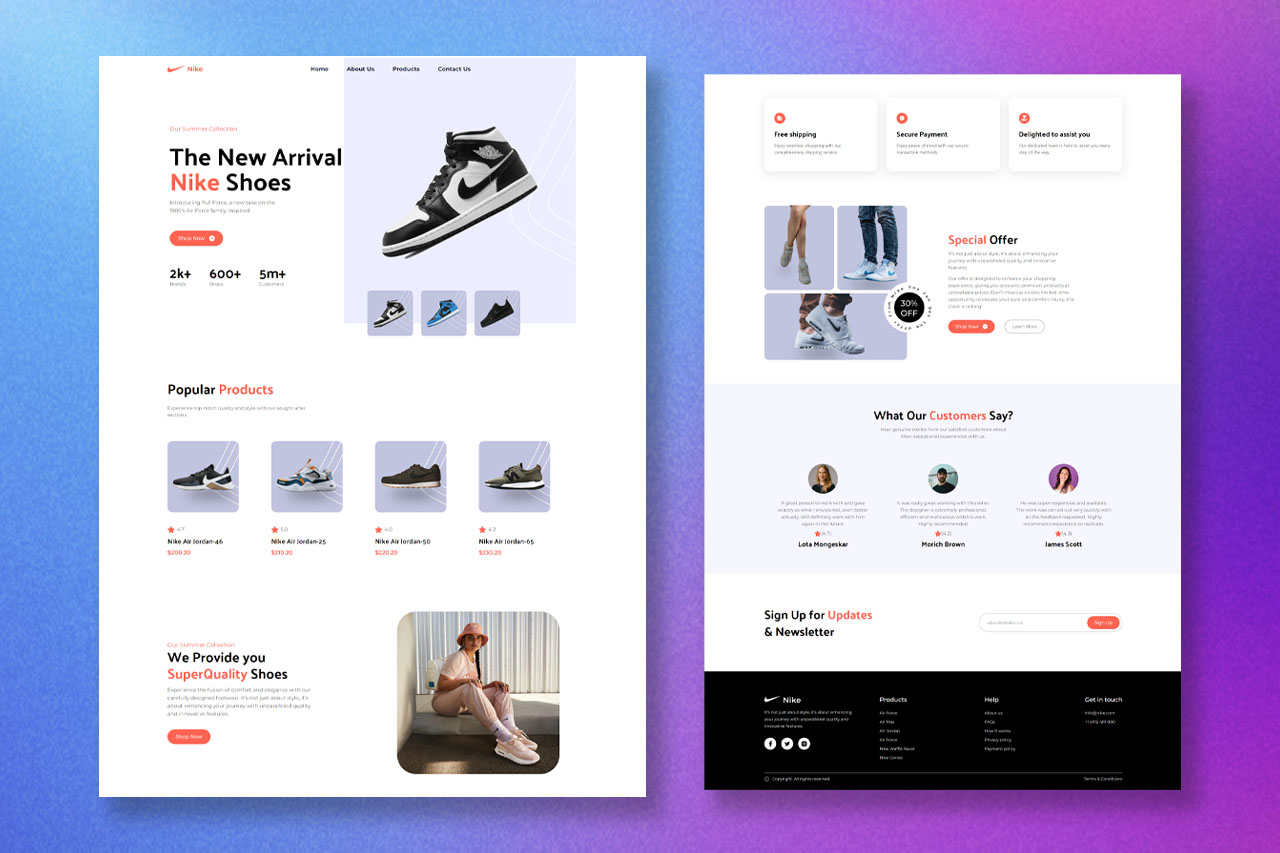 Nike
Home
About Us
Products
Contact Us
Our Summer Collection
The New Arrival
Nike Shoes
Introducing Full Force, a new take on the
1980's Air Force family inspired
Shop Now
2k+
Brands
600+
Shops
5m+
Customers
Popular Products
Experience top-notch quality and style with our sought-after
sections.
4.7
Nike Air Jordan-46
$200.20
5.0
Nike Air Jordan-25
$210.20
4.0
Nike Air Jordan-50
$220.20
4.2
Nike Air Jordan-65
$230.20
Our Summer Collection
We Provide you
SuperQuality Shoes
Experience the fusion of comfort and elegance with our
carefully designed footwear. It's not just about style, it's
about enhancing your journey with unparalleled quality
and innovative features.
Shop Now
Free shipping
Enjoy seamless shopping with our
complimentary shipping service.
Secure Payment
Enjoy peace of mind with our secure
transaction methods.
Delighted to assist you
Our dedicated team is here to assist you every
step of the way.
30%
OFF
Special Offer
It's not just about style, it's about enhancing your
journey with unparalleled quality and innovative
features.
Our offer is designed to enhance your shopping
experience, giving you access to premium products at
unbeatable prices. Don't miss out on this limited-time
opportunity to elevate your style and comfort. Hurry, the
clock is ticking!
Shop Now
Learn More
What Our Customers Say?
Hear genuine stories from our satisfied customers about
their exceptional experiences with us.
A great person to work with and gave
exactly as what I envisioned, even better
actually. Will definitely work with him
again in the future.
(4.7)
Lota Mongeskar
It was really great working with this seller.
The designer is extremely professional,
efficient and meticulous with his work.
Highly recommended.
(4.2)
Morich Brown
He was super responsive and available.
The work was carried out very quickly with
all the feedback requested. Highly
recommend experience to replicate.
James Scott
Sign Up for Updates
& Newsletter
Sign Up
Nike
It's not just about style, it's about enhancing
your journey with unparalleled quality and
innovative features.
Products
Air Force
Air Max
Air Jordan
Air Force
Nike Waffle Racer
Nike Cortez
Help
About us
FAQs
How it works
Privacy policy
Payment policy
Get in touch
info@nike.com
© Copyright. All rights reserved.
Terms & Conditions